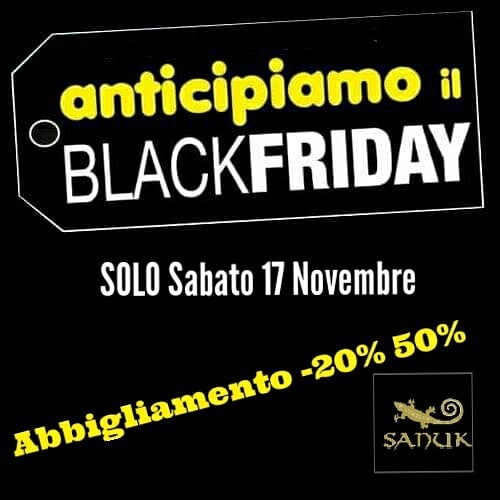 anticipiamo il
BLACKFRIDAY
SOLO Sabato 17 Novembre
Abbigliamento -20% 50%
SANUK